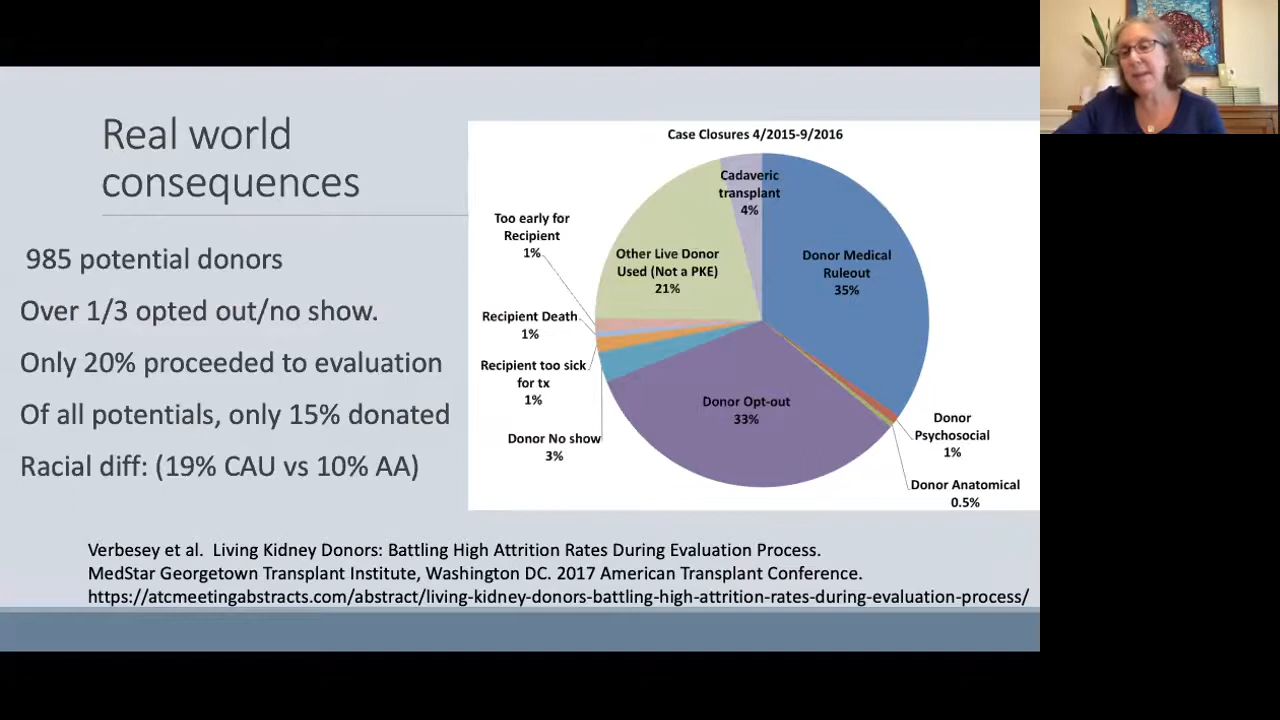 Real world
consequences
985 potential donors
Over 1/3 opted out/no show.
Only 20% proceeded to evaluation
Of all potentials, only 15% donated
Racial diff: (19% CAU vs 10% AA)
Case Closures 4/2015-9/2016
Cadaveric
transplant
4%
Donor Medical
Ruleout
35%
Too early for
Recipient
1%
Other Live Donor
Used (Not a PKE)
21%
Recipient Death
1%
Recipient too sick
for tx
1%
Donor No show
3%
Donor Opt-out
33%
Donor
Psychosocial
1%
Donor Anatomical
0.5%
Verbesey et al. Living Kidney Donors: Battling High Attrition Rates During Evaluation Process.
MedStar Georgetown Transplant Institute, Washington DC. 2017 American Transplant Conference.
https://atcmeetingabstracts.com/abstract/living-kidney-donors-battling-high-attrition-rates-during-evaluation-process/